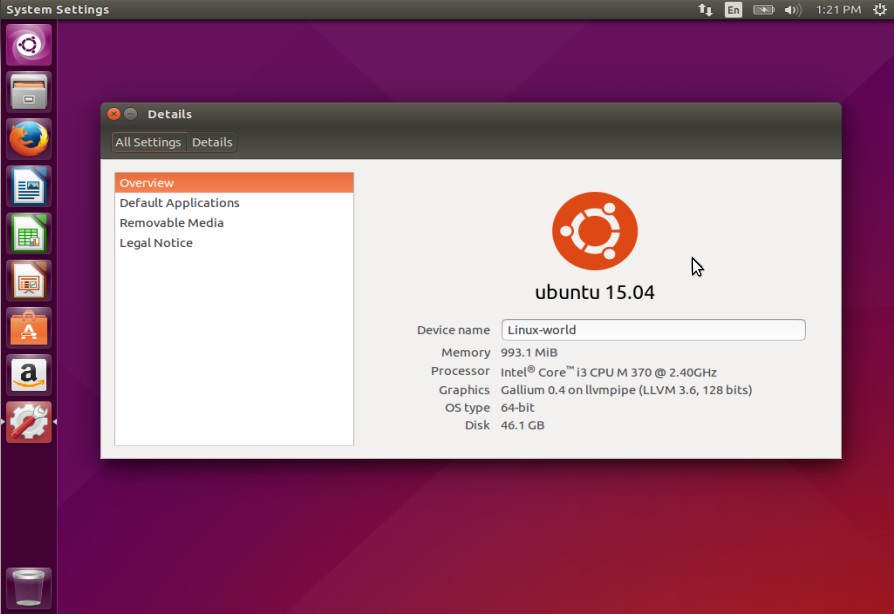 System Settings
En
1:21 PM
Details
All Settings Details
Overview
Default Applications
Removable Media
Legal Notice
ubuntu 15.04
Device name Linux-world
Memory 993.1 MiB
Processor Intel® Core™ i3 CPU M 370 @ 2.40GHz
Graphics Gallium 0.4 on llvmpipe (LLVM 3.6, 128 bits)
OS type 64-bit
Disk 46.1 GB